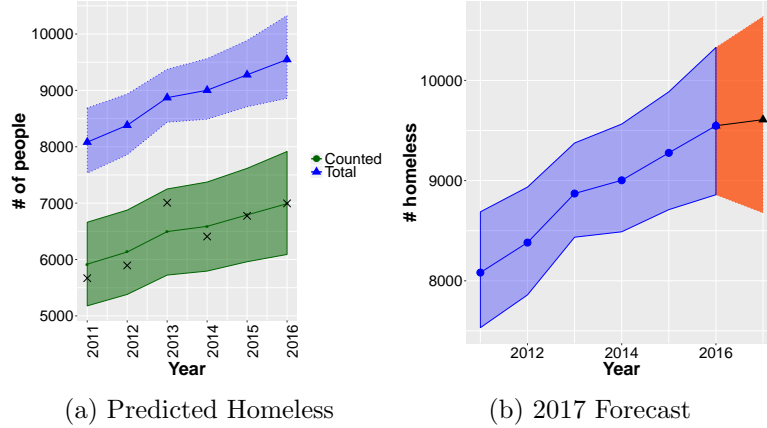 10000
9000
8000
7000
6000
5000
# of people
2011
2012
2013
2014
2015
2016
Year
Counted
Total
(a) Predicted Homeless
10000
9000
8000
# homeless
2012
2014
2016
Year
(b) 2017 Forecast